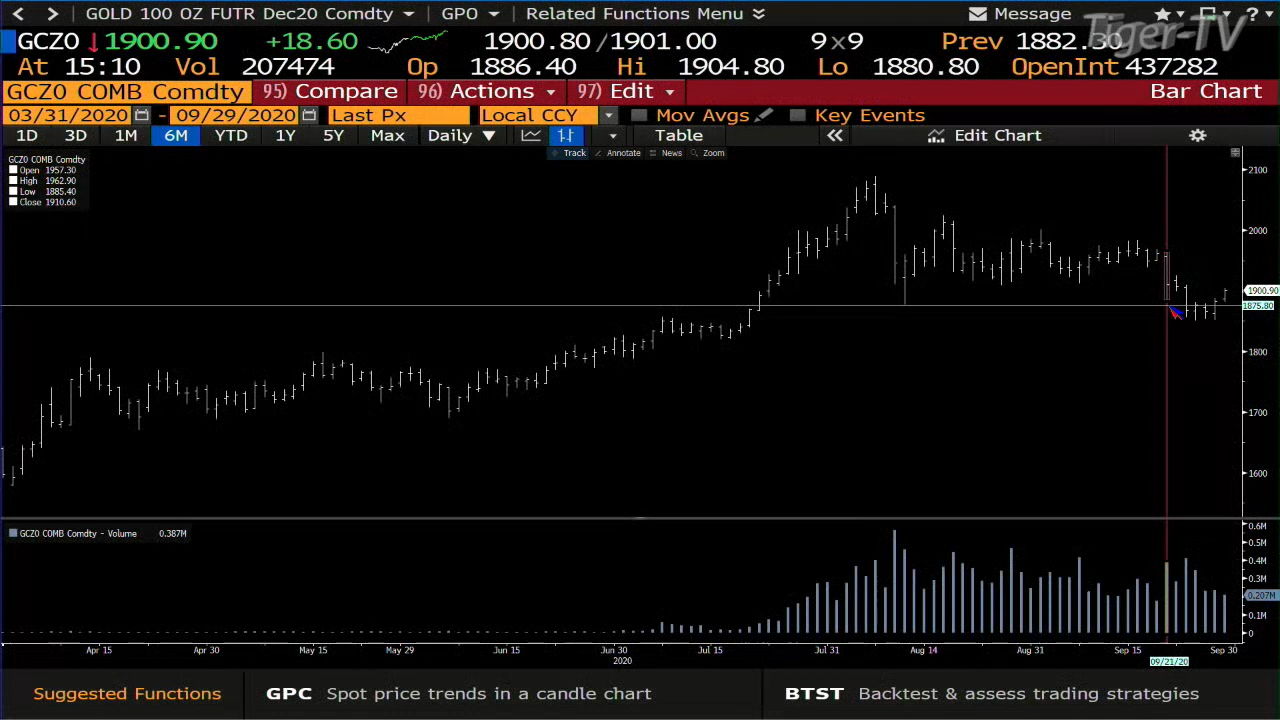 GOLD 100 OZ FUTR Dec20 Comdty GPO Related Functions Menu Message ?
Tiger-TV
GCZ0 1900.90 +18.60 1900.80 /1901.00 9x9 Prev 1882.30
At 15:10 Vol 207474 Op 1886.40 Hi 1904.80 Lo 1880.80 OpenInt 437282
GCZ0 COMB Comdty 95) Compare 96) Actions 97) Edit Bar Chart
03/31/2020 - 09/29/2020 Last Px Local CCY Mov Avgs Key Events
1D 3D 1M 6M YTD 1Y 5Y Max Daily Table Edit Chart
Track Annotate News Zoom
GCZ0 COMB Comdty
Open 1957.30
High 1962.90
Low 1885.40
Close 1910.60
2100
2000
1900.90
1875.80
1800
1700
1600
GCZ0 COMB Comdty - Volume 0.387M
0.6M
0.5M
0.4M
0.3M
0.207M
0.1M
0
Apr 15 Apr 30 May 15 May 29 Jun 15 Jun 30 Jul 15 Jul 31 Aug 14 Aug 31 Sep 15 Sep 30
2020 09/21/20
Suggested Functions GPC Spot price trends in a candle chart BTST Backtest & assess trading strategies